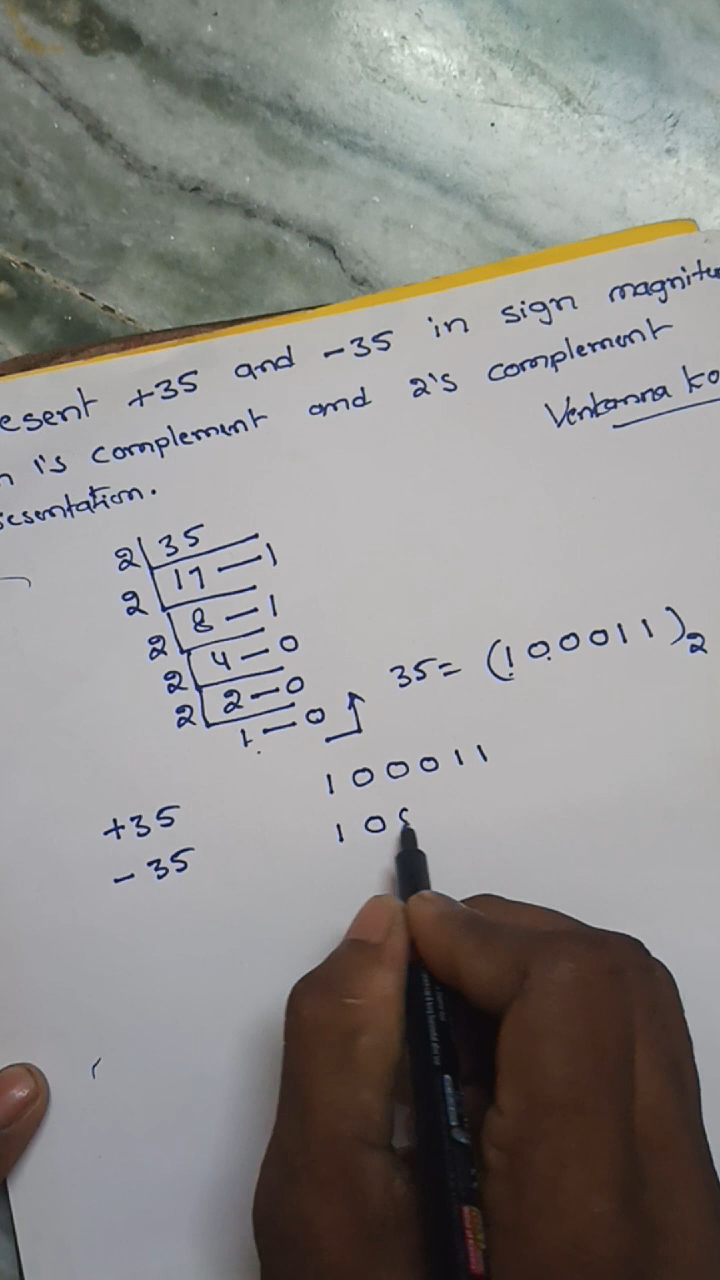 esent +35 and -35 in sign magnitu
n 1's complement and 2's complement
esentation.
Venkanna Ko
2 35
2 17 — 1
2 8 — 1
2 4 — 0
2 2 — 0
1 — 0
35 = (100011)2
100011
+35
10
-35